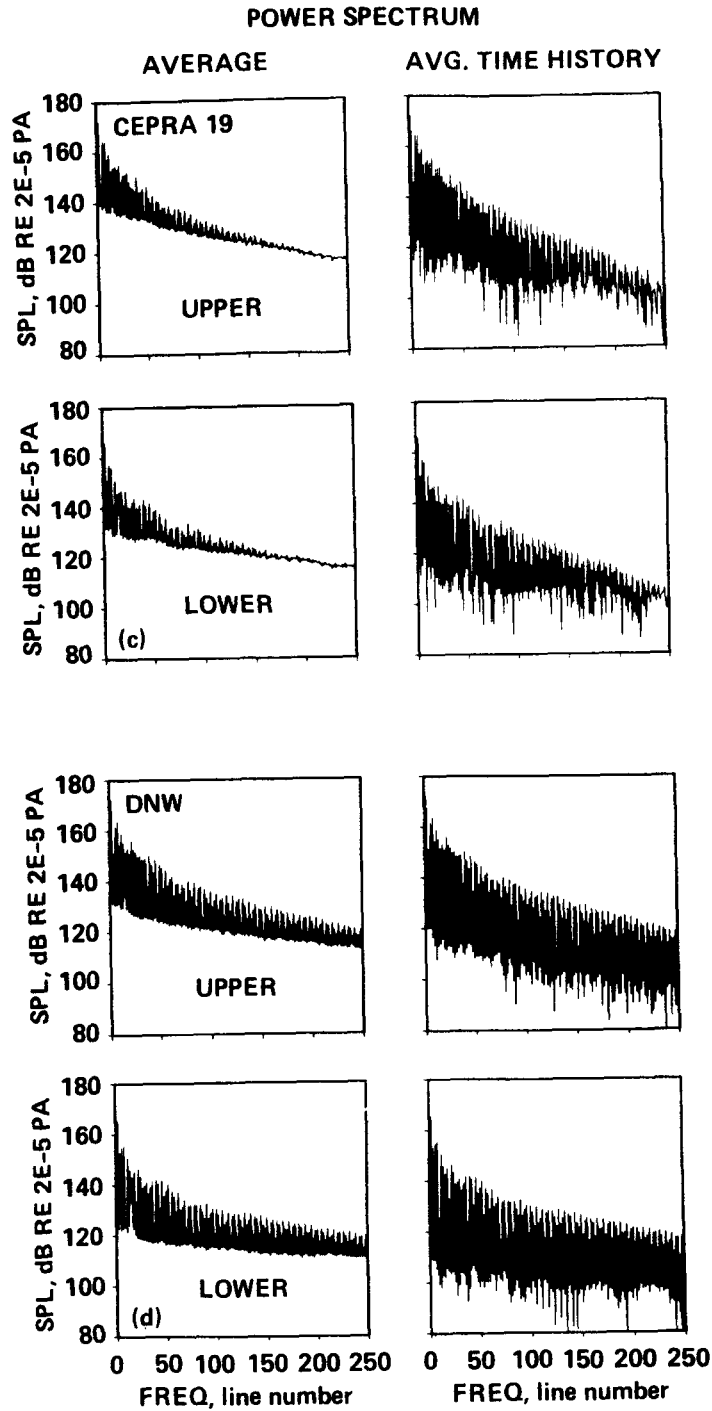 POWER SPECTRUM
AVERAGE
AVG. TIME HISTORY
SPL, dB RE 2E-5 PA
180
160
140
120
100
80
CEPRA 19
UPPER
SPL, dB RE 2E-5 PA
180
160
140
120
100
80
LOWER
(c)
SPL, dB RE 2E-5 PA
180
160
140
120
100
80
DNW
UPPER
SPL, dB RE 2E-5 PA
180
160
140
120
100
80
LOWER
(d)
0 50 100 150 200 250
FREQ, line number
0 50 100 150 200 250
FREQ, line number